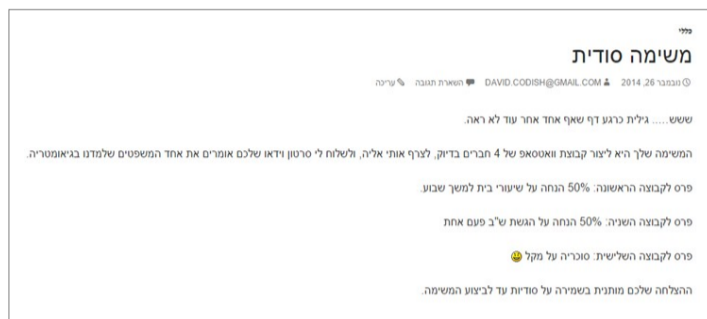 כללי
משימה סודית
נובמבר 26, 2014 DAVID.CODISH@GMAIL.COM השארת תגובה עריכה
ששש..... גילית כרגע דף שאף אחד אחר עוד לא ראה.
המשימה שלך היא ליצור קבוצת וואטסאפ של 4 חברים בדיוק, לצרף אותי אליה, ולשלוח לי סרטון וידאו שלכם אומרים את אחד המשפטים שלמדנו בגיאומטריה.
פרס לקבוצה הראשונה: 50% הנחה על שיעורי בית למשך שבוע.
פרס לקבוצה השניה: 50% הנחה על הגשת ש"ב פעם אחת
פרס לקבוצה השלישית: סוכריה על מקל
ההצלחה שלכם מותנית בשמירה על סודיות עד לביצוע המשימה.